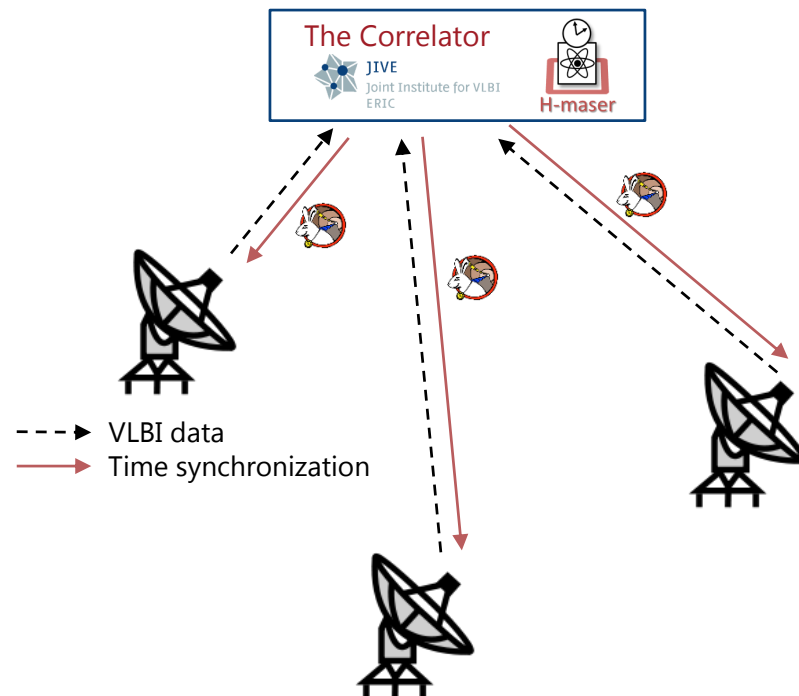 The Correlator
JIVE
Joint Institute for VLBI
ERIC
H-maser
VLBI data
Time synchronization